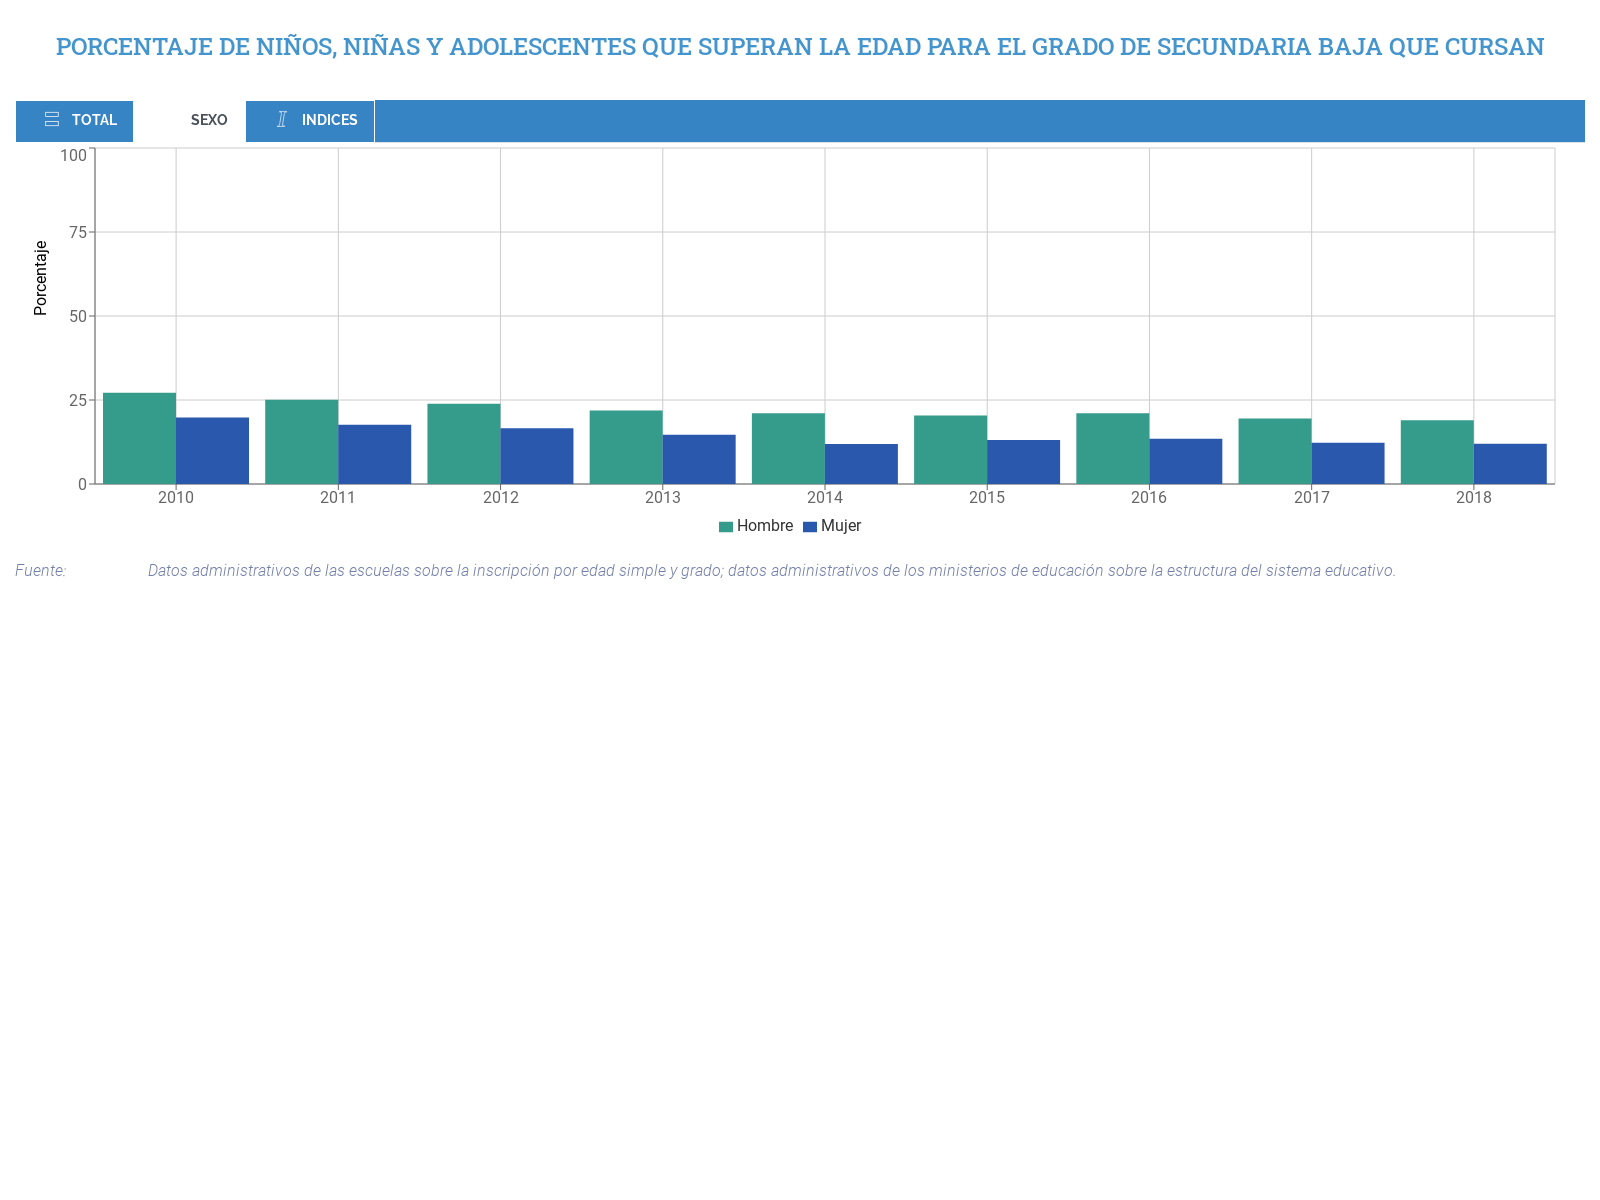 PORCENTAJE DE NIÑOS, NIÑAS Y ADOLESCENTES QUE SUPERAN LA EDAD PARA EL GRADO DE SECUNDARIA BAJA QUE CURSAN
TOTAL SEXO INDICES
Porcentaje
100
75
50
25
0
2010 2011 2012 2013 2014 2015 2016 2017 2018
Hombre Mujer
Fuente: Datos administrativos de las escuelas sobre la inscripción por edad simple y grado; datos administrativos de los ministerios de educación sobre la estructura del sistema educativo.